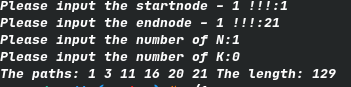 Please input the startnode - 1 !!!:1
Please input the endnode - 1 !!!:21
Please input the number of N:1
Please input the number of K:0
The paths: 1 3 11 16 20 21 The length: 129